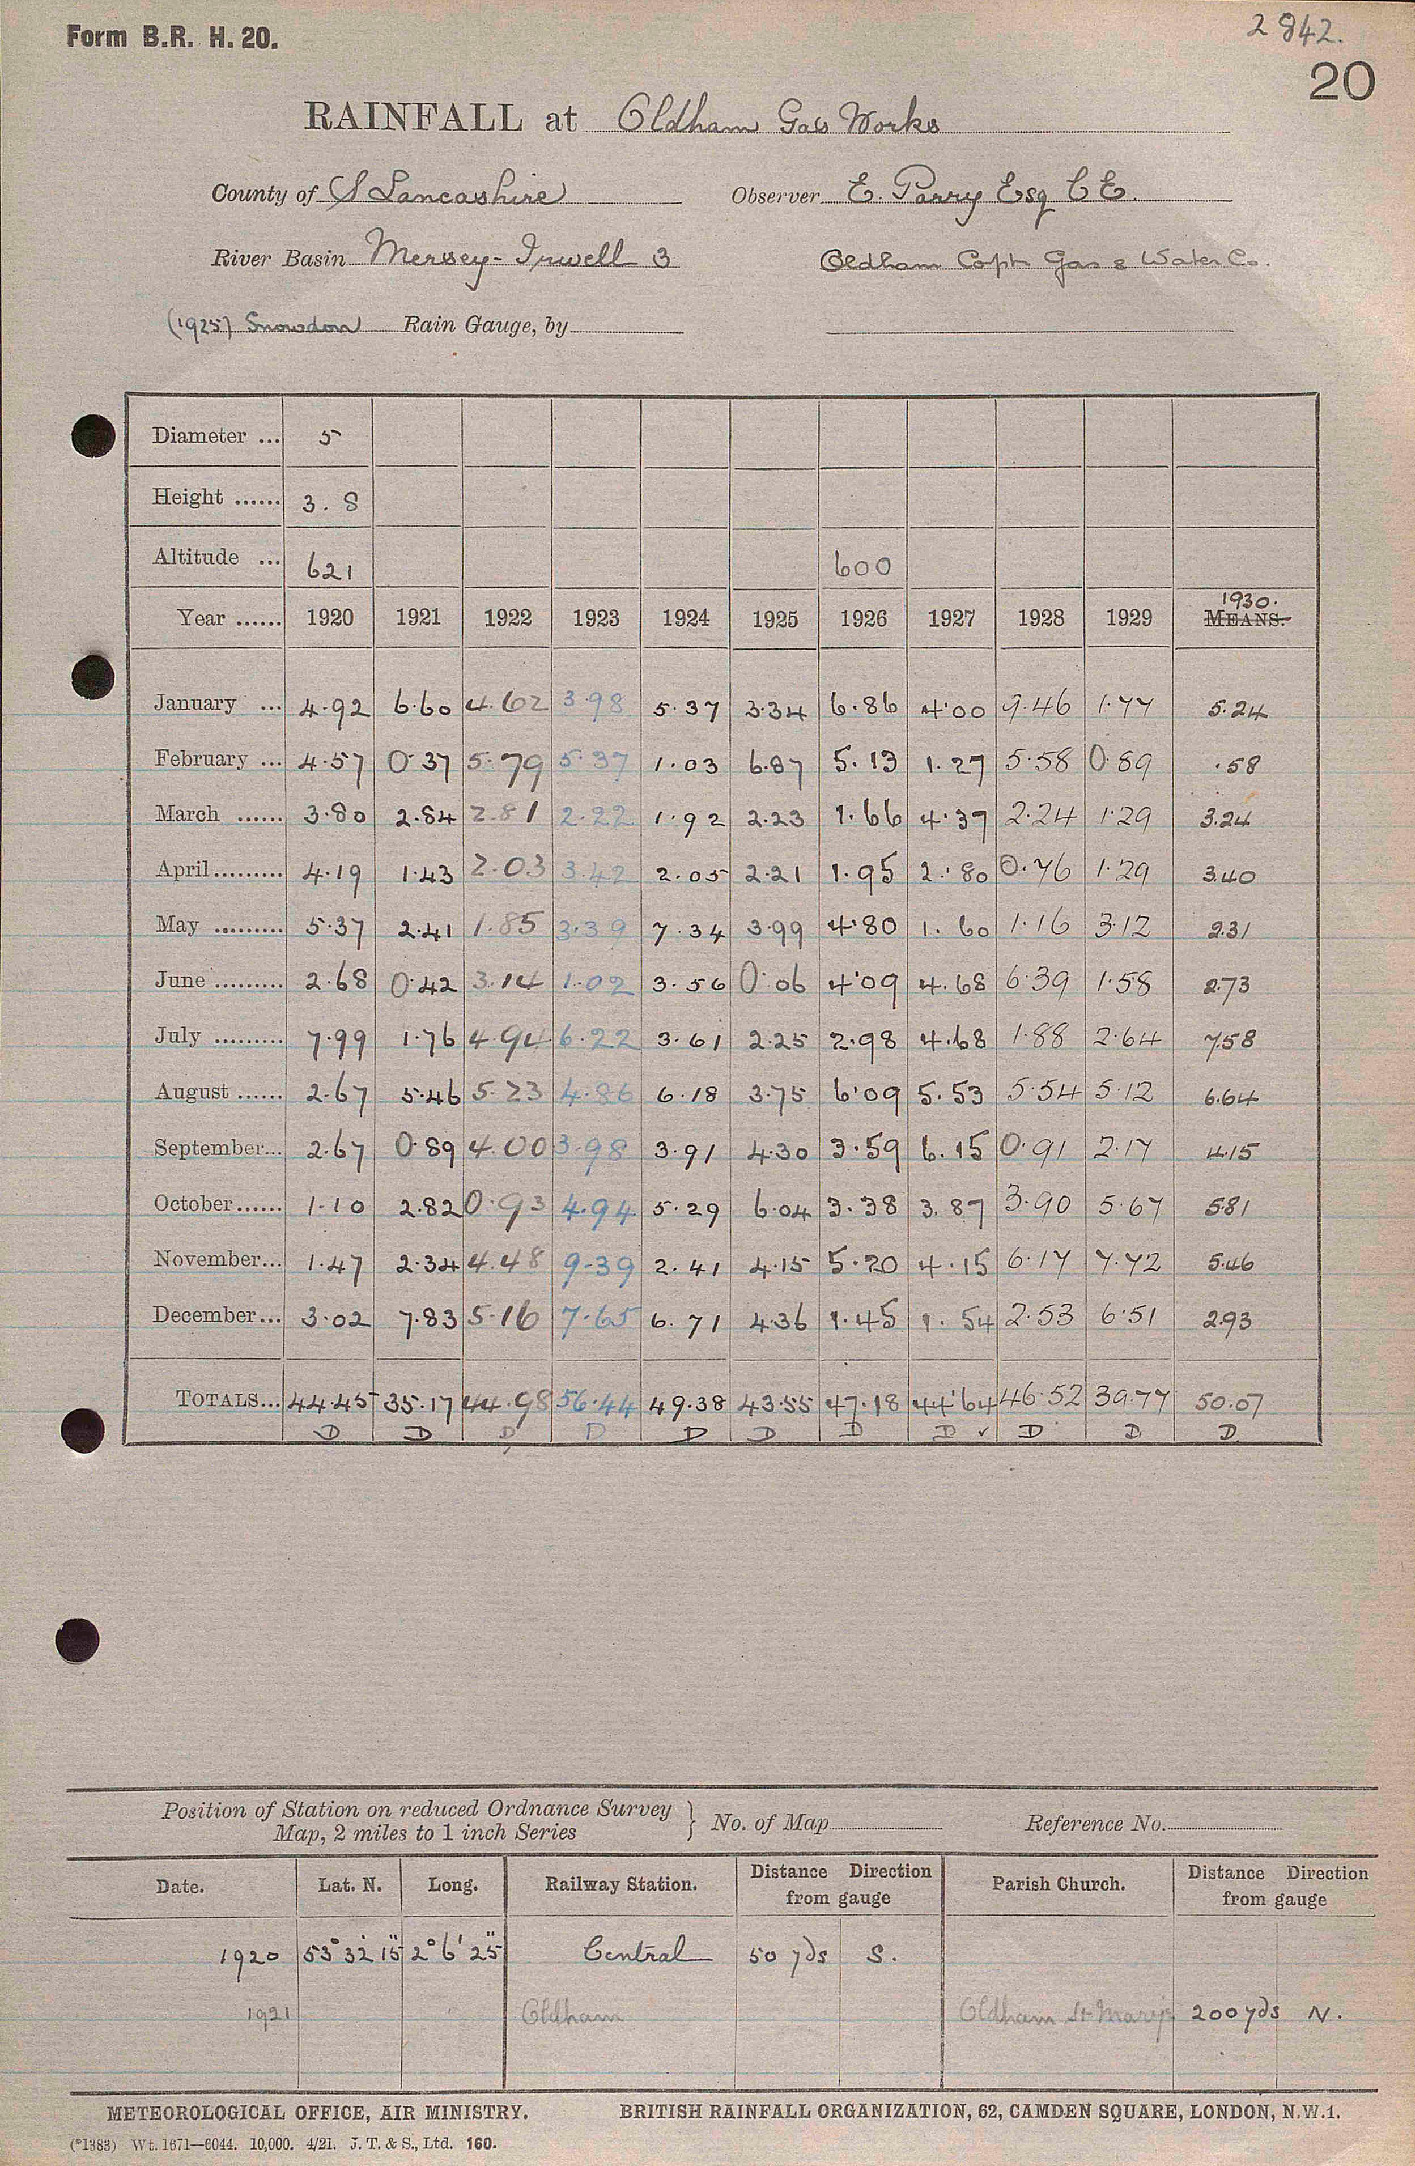 Form B.R. H. 20.
2842.
20
RAINFALL at Oldham Gas Works
County of S Lancashire Observer E. Parry Esq C E.
River Basin Mersey-Irwell 3 Oldham Corpn Gas & Water Co.
(1925) Snowdon Rain Gauge, by
Diameter ... 5
Height ...... 3.8
Altitude ... 621 600
1930.
Year ...... 1920 1921 1922 1923 1924 1925 1926 1927 1928 1929 MEANS.
January ... 4.92 6.60 4.62 3.98 5.37 3.34 6.86 4.00 9.46 1.77 5.24
February ... 4.57 0.37 5.79 5.37 1.03 6.87 5.13 1.27 5.58 0.89 .58
March ...... 3.80 2.84 2.81 2.22 1.92 2.23 1.66 4.37 2.24 1.29 3.24
April......... 4.19 1.43 2.03 3.42 2.05 2.21 1.95 2.80 0.76 1.29 3.40
May ......... 5.37 2.41 1.85 3.39 7.34 3.99 4.80 1.60 1.16 3.12 2.31
June ......... 2.68 0.42 3.14 1.02 3.56 0.06 4.09 4.68 6.39 1.58 2.73
July ......... 7.99 1.76 4.94 6.22 3.61 2.25 2.98 4.68 1.88 2.64 7.58
August ...... 2.67 5.46 5.23 4.86 6.18 3.75 6.09 5.53 5.54 5.12 6.64
September... 2.67 0.89 4.00 3.98 3.91 4.30 3.59 6.15 0.91 2.17 4.15
October...... 1.10 2.82 0.93 4.94 5.29 6.04 3.38 3.87 3.90 5.67 5.81
November... 1.47 2.34 4.48 9.39 2.41 4.15 5.20 4.15 6.17 7.72 5.46
December... 3.02 7.83 5.16 7.65 6.71 4.36 1.45 1.54 2.53 6.51 2.93
TOTALS... 44.45 35.17 44.98 56.44 49.38 43.55 47.18 44.64 46.52 39.77 50.07
D D D D D D D D ✓ D D D
Position of Station on reduced Ordnance Survey
Map, 2 miles to 1 inch Series } No. of Map Reference No.
Date. Lat. N. Long. Railway Station. Distance Direction from gauge Parish Church. Distance Direction from gauge
1920 53° 32' 15" 2° 6' 25" Central 50 yds S.
1921 Oldham Oldham St Mary's 200 yds N.
METEOROLOGICAL OFFICE, AIR MINISTRY. BRITISH RAINFALL ORGANIZATION, 62, CAMDEN SQUARE, LONDON, N.W.1.
(*1383) Wt. 1671—6044. 10,000. 4/21. J. T. & S., Ltd. 160.